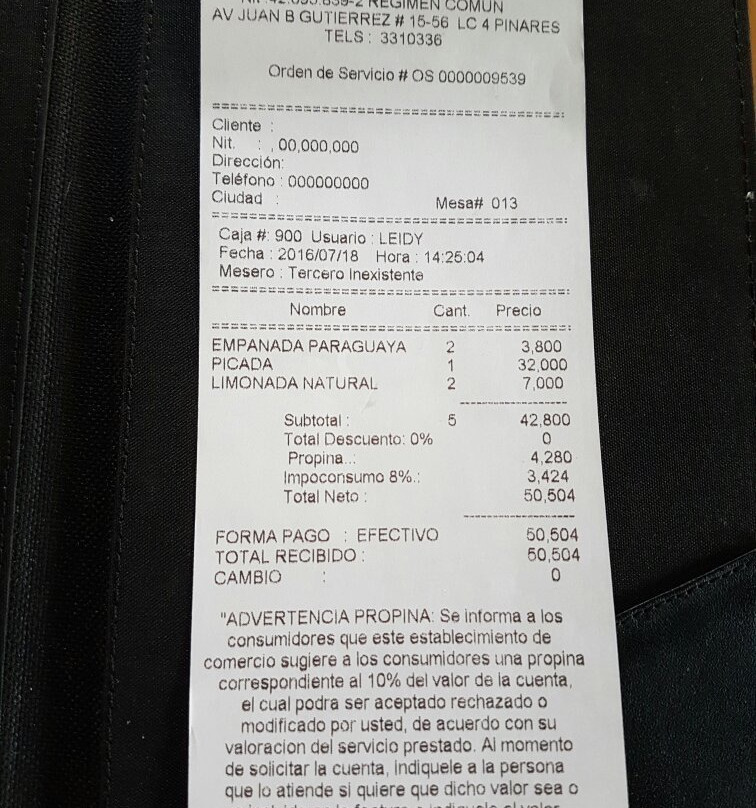 REGIMEN COMUN
AV JUAN B GUTIERREZ # 15-56 LC 4 PINARES
TELS : 3310336
Orden de Servicio # OS 0000009539
Cliente :
Nit. : , 00,000,000
Dirección:
Teléfono : 000000000
Ciudad : Mesa# 013
Caja #: 900 Usuario : LEIDY
Fecha : 2016/07/18 Hora : 14:25:04
Mesero : Tercero Inexistente
Nombre Cant. Precio
EMPANADA PARAGUAYA 2 3,800
PICADA 1 32,000
LIMONADA NATURAL 2 7,000
Subtotal : 5 42,800
Total Descuento: 0% 0
Propina..: 4,280
Impoconsumo 8%.: 3,424
Total Neto : 50,504
FORMA PAGO : EFECTIVO 50,504
TOTAL RECIBIDO : 50,504
CAMBIO : 0
"ADVERTENCIA PROPINA: Se informa a los
consumidores que este establecimiento de
comercio sugiere a los consumidores una propina
correspondiente al 10% del valor de la cuenta,
el cual podra ser aceptado rechazado o
modificado por usted, de acuerdo con su
valoracion del servicio prestado. Al momento
de solicitar la cuenta, indiquele a la persona
que lo atiende si quiere que dicho valor sea o